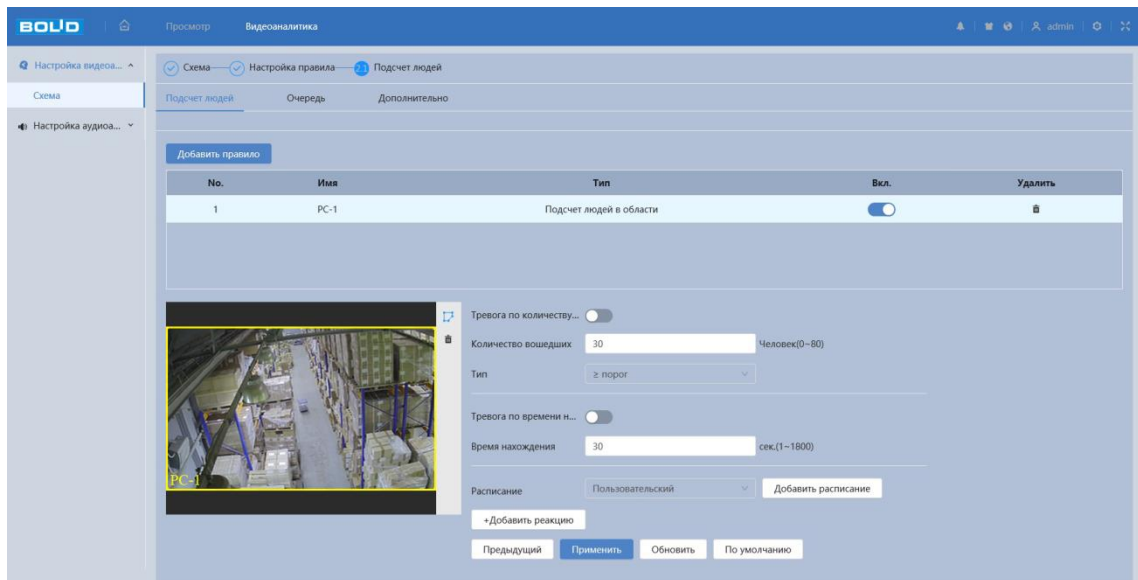 BOLID Просмотр Видеоаналитика admin
Настройка видеоа...
Схема
Настройка аудиоа...
Схема Настройка правила 2.1 Подсчет людей
Подсчет людей Очередь Дополнительно
Добавить правило
No. Имя Тип Вкл. Удалить
1 PC-1 Подсчет людей в области
PC-1
Тревога по количеству...
Количество вошедших 30 Человек(0~80)
Тип ≥ порог
Тревога по времени н...
Время нахождения 30 сек.(1~1800)
Расписание Пользовательский Добавить расписание
+Добавить реакцию
Предыдущий Применить Обновить По умолчанию